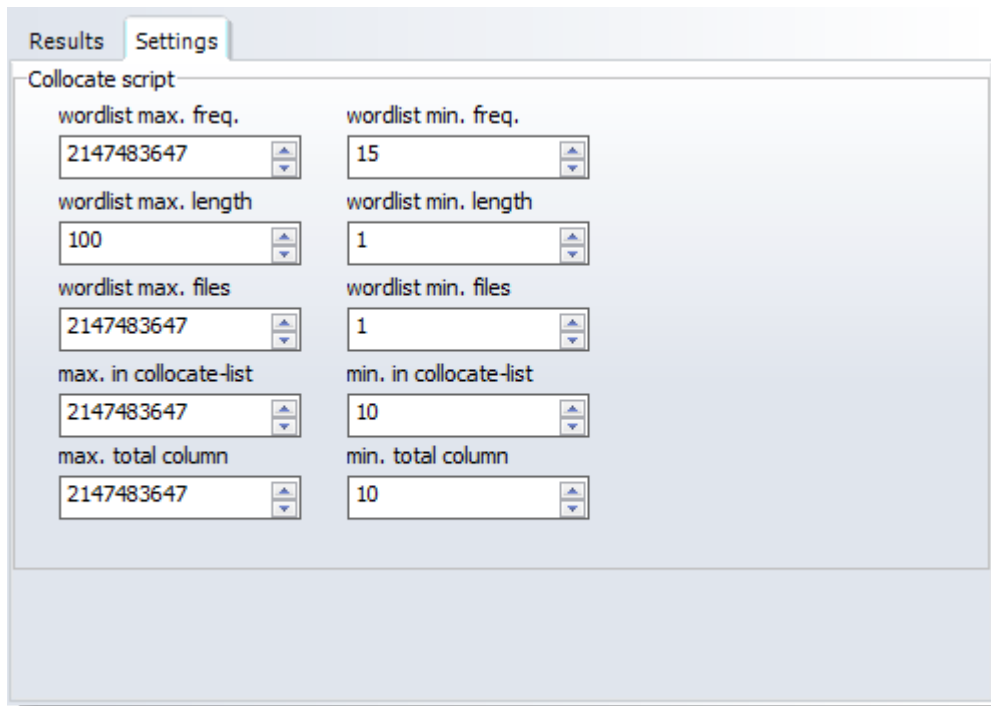 Results Settings
Collocate script
wordlist max. freq. wordlist min. freq.
2147483647 15
wordlist max. length wordlist min. length
100 1
wordlist max. files wordlist min. files
2147483647 1
max. in collocate-list min. in collocate-list
2147483647 10
max. total column min. total column
2147483647 10